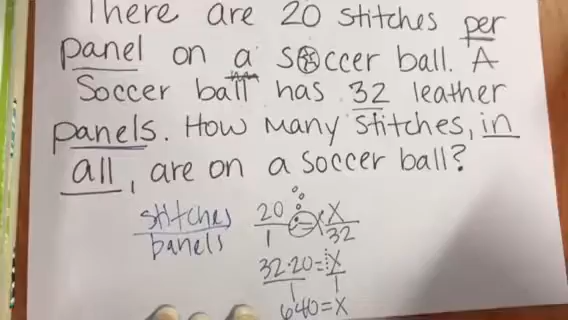 There are 20 stitches per
panel on a soccer ball. A
Soccer ball has 32 leather
panels. How many stitches, in
all, are on a soccer ball?
stitches 20 = X
panels 1 32
32·20=X
1 1
640=X